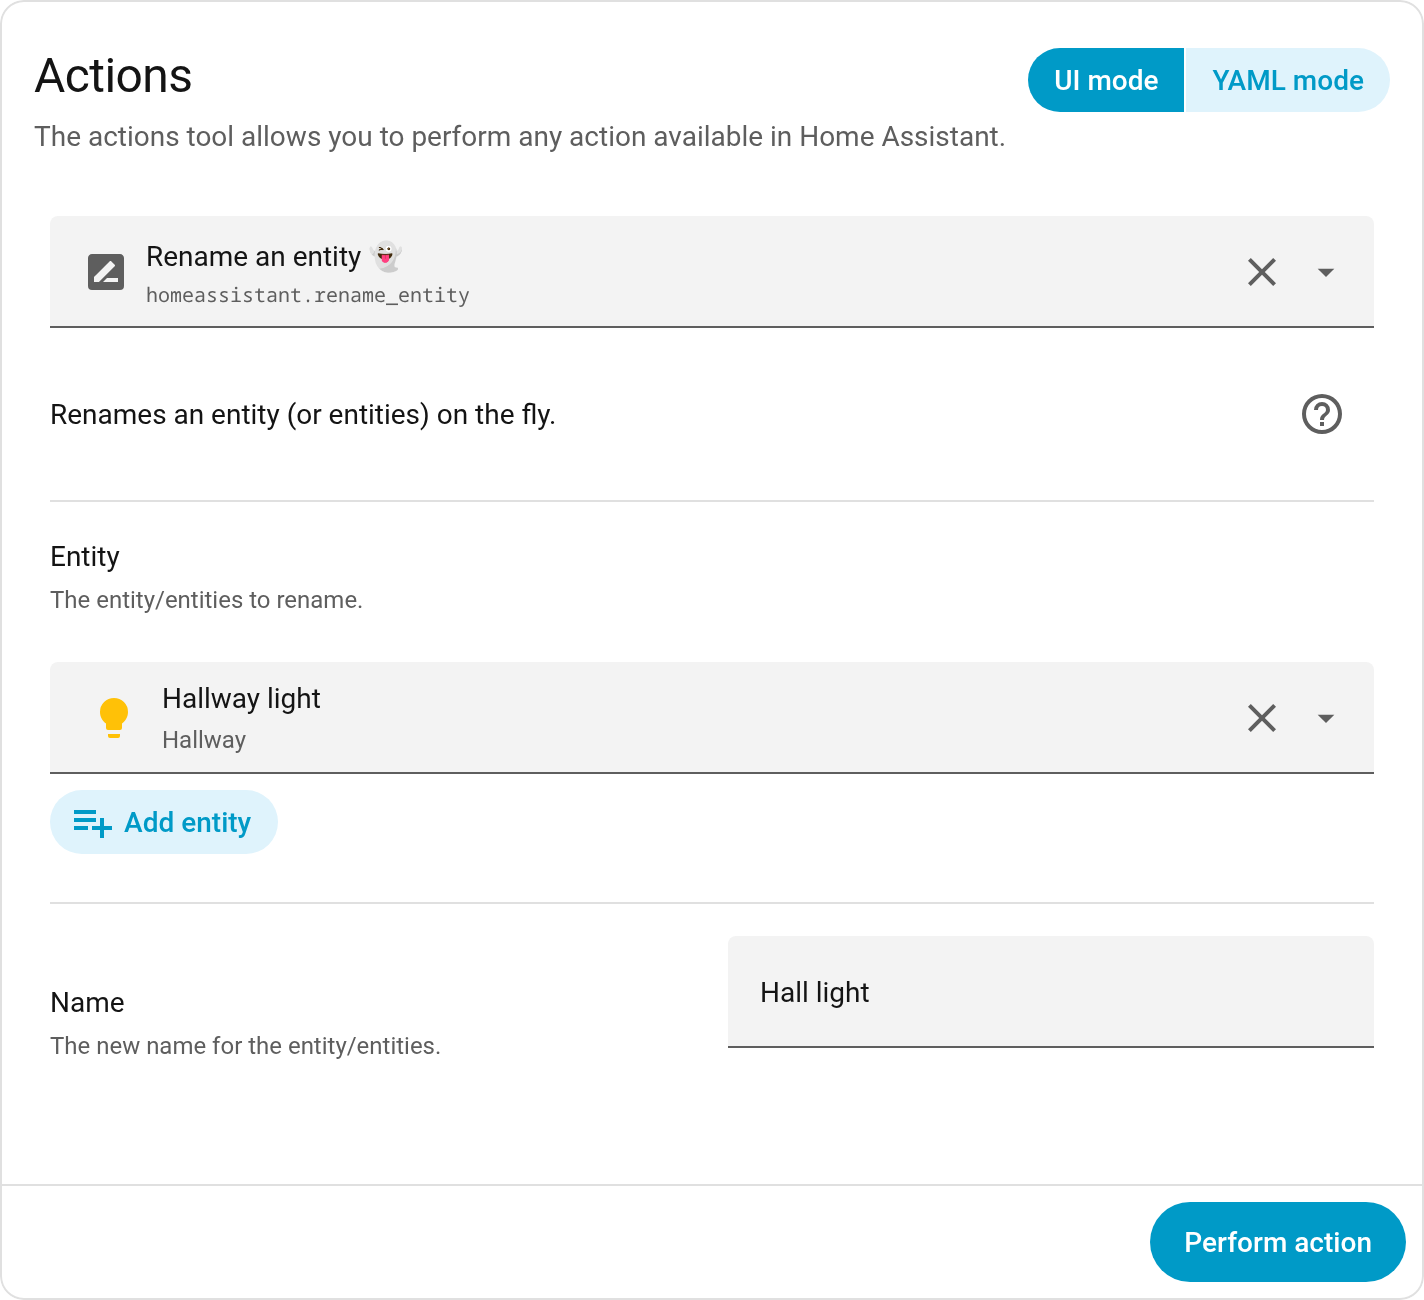 Actions
UI mode
YAML mode
The actions tool allows you to perform any action available in Home Assistant.
Rename an entity 👻
homeassistant.rename_entity
Renames an entity (or entities) on the fly.
Entity
The entity/entities to rename.
Hallway light
Hallway
Add entity
Name
The new name for the entity/entities.
Hall light
Perform action